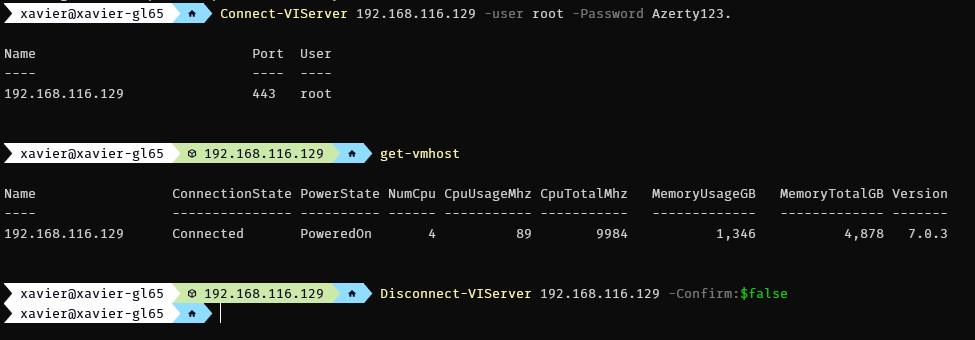 xavier@xavier-gl65 Connect-VIServer 192.168.116.129 -user root -Password Azerty123.
Name Port User
---- ---- ----
192.168.116.129 443 root
xavier@xavier-gl65 192.168.116.129 get-vmhost
Name ConnectionState PowerState NumCpu CpuUsageMhz CpuTotalMhz MemoryUsageGB MemoryTotalGB Version
---- --------------- ---------- ------ ----------- ----------- ------------- ------------- -------
192.168.116.129 Connected PoweredOn 4 89 9984 1,346 4,878 7.0.3
xavier@xavier-gl65 192.168.116.129 Disconnect-VIServer 192.168.116.129 -Confirm:$false
xavier@xavier-gl65